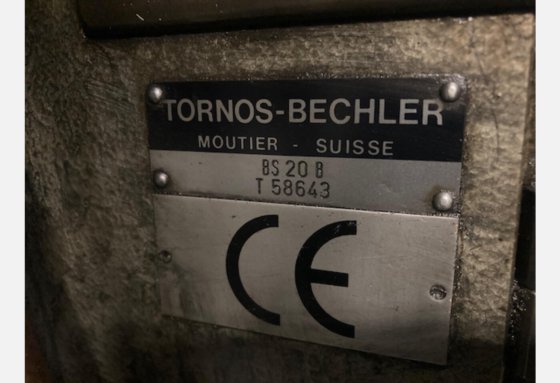 TORNOS-BECHLER
MOUTIER - SUISSE
BS 20 B
T 58643
CE